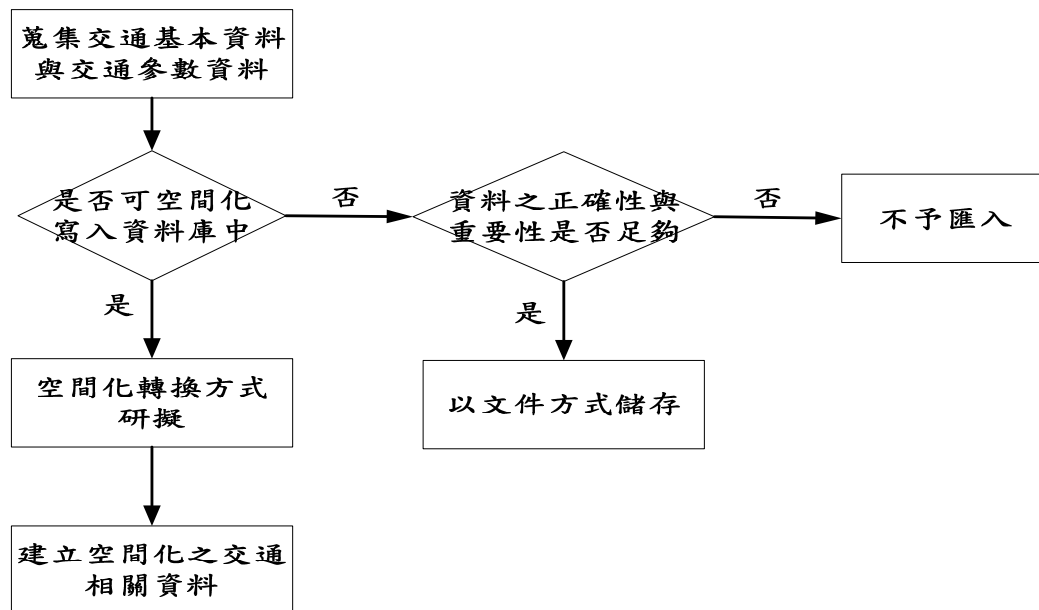 蒐集交通基本資料
與交通參數資料
是否可空間化
寫入資料庫中
否
資料之正確性與
重要性是否足夠
否
不予匯入
是
是
空間化轉換方式
研擬
以文件方式儲存
建立空間化之交通
相關資料